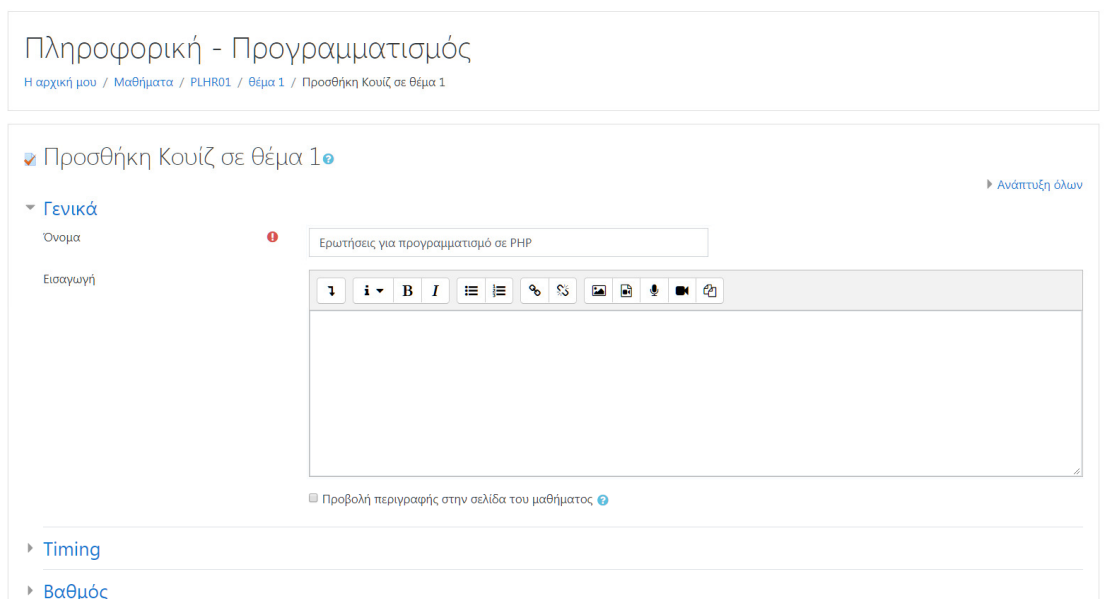 Πληροφορική - Προγραμματισμός
Η αρχική μου / Μαθήματα / PLHR01 / θέμα 1 / Προσθήκη Κουίζ σε θέμα 1
Προσθήκη Κουίζ σε θέμα 1
Ανάπτυξη όλων
Γενικά
Όνομα
Ερωτήσεις για προγραμματισμό σε PHP
Εισαγωγή
i B I
Προβολή περιγραφής στην σελίδα του μαθήματος
Timing
Βαθμός